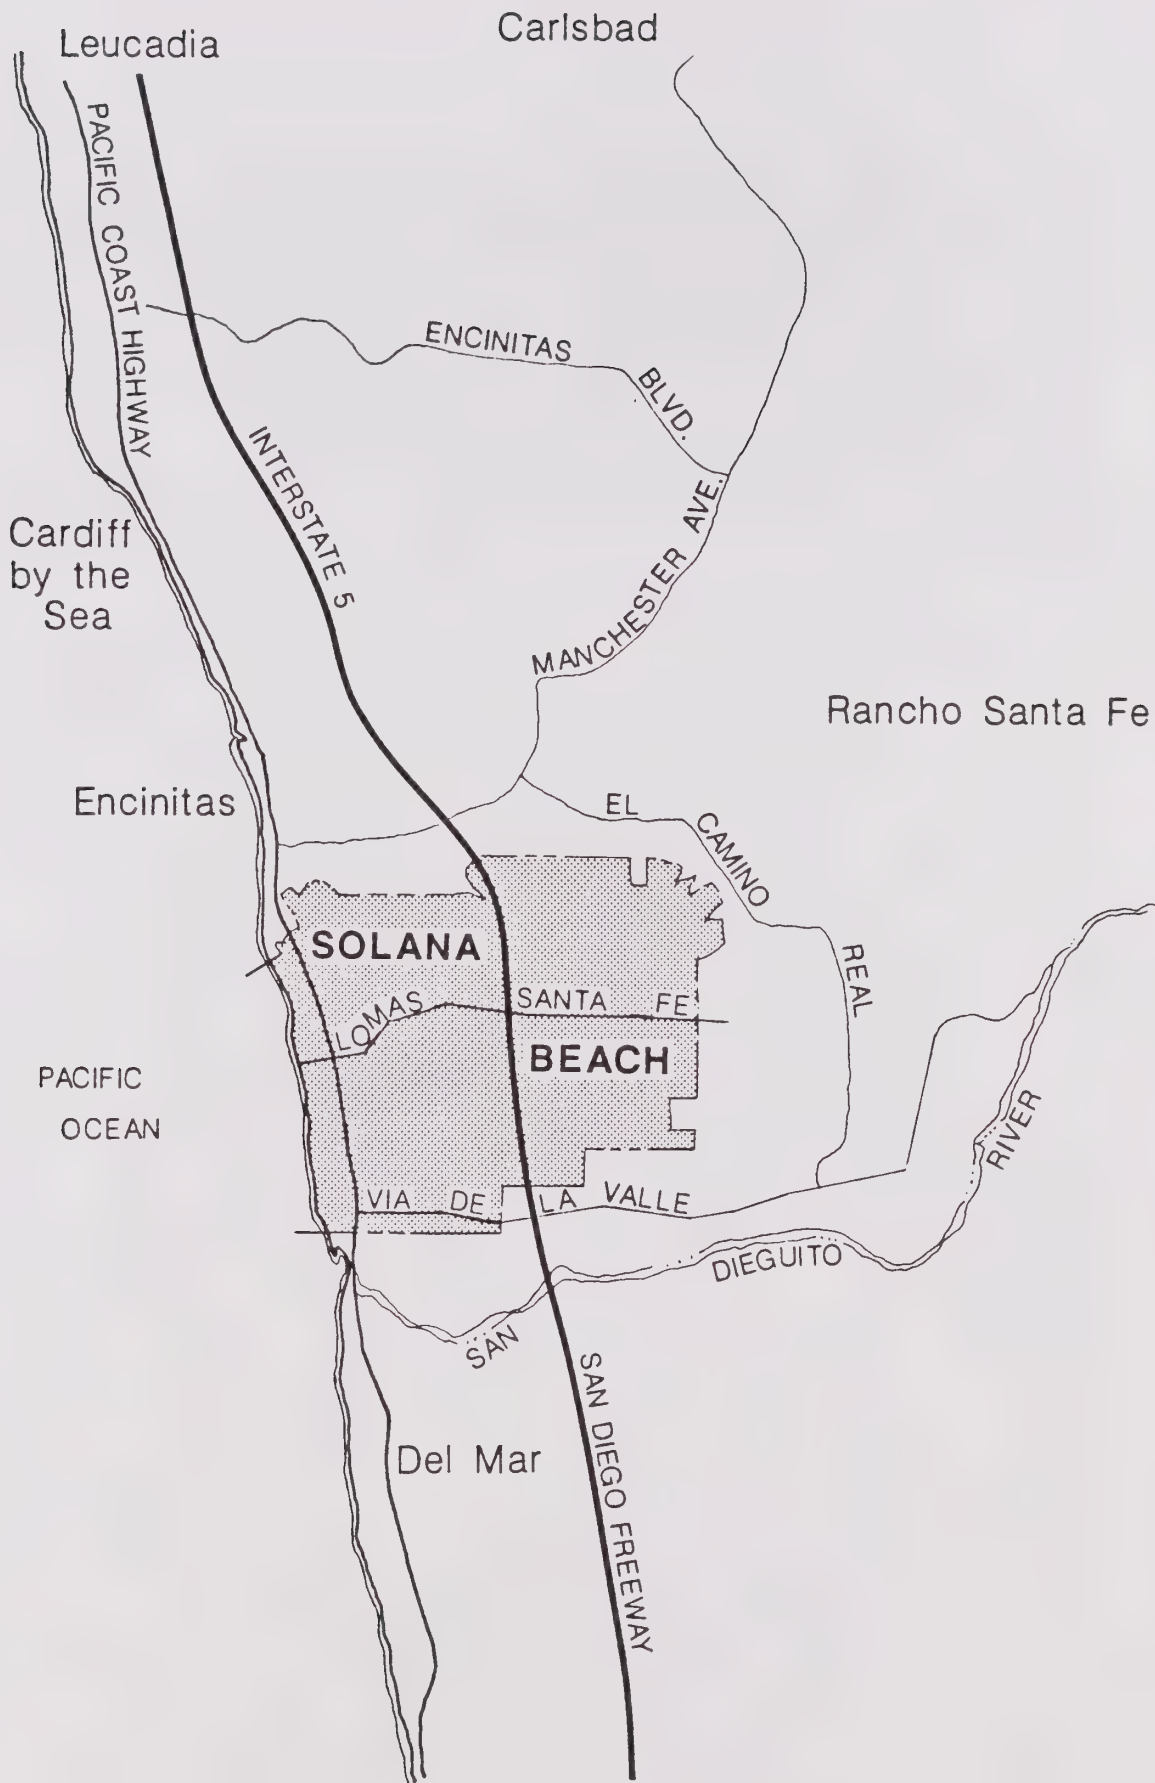 Carlsbad
Leucadia
PACIFIC COAST HIGHWAY
ENCINITAS BLVD.
INTERSTATE 5
MANCHESTER AVE.
Cardiff
by the
Sea
Rancho Santa Fe
Encinitas
EL CAMINO REAL
SOLANA
BEACH
LOMAS SANTA FE
PACIFIC
OCEAN
VIA DE LA VALLE
SAN DIEGUITO RIVER
SAN DIEGO FREEWAY
Del Mar